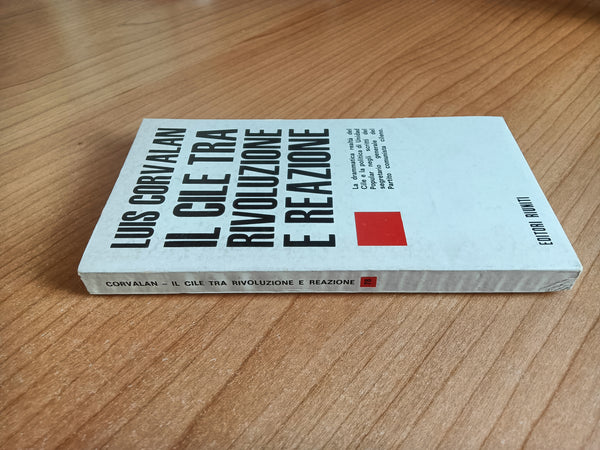 LUIS CORVALAN
IL CILE TRA
RIVOLUZIONE
E REAZIONE
La drammatica realtà del
Cile e la politica di Unidad
Popular negli scritti del
segretario generale del
Partito comunista cileno.
EDITORI RIUNITI
CORVALAN – IL CILE TRA RIVOLUZIONE E REAZIONE